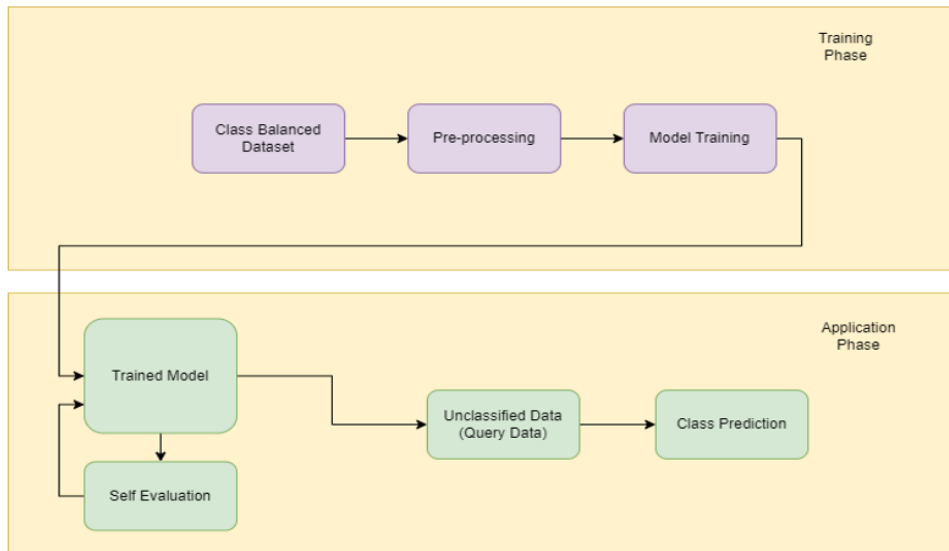 Training
Phase
Class Balanced
Dataset
Pre-processing
Model Training
Application
Phase
Trained Model
Unclassified Data
(Query Data)
Class Prediction
Self Evaluation